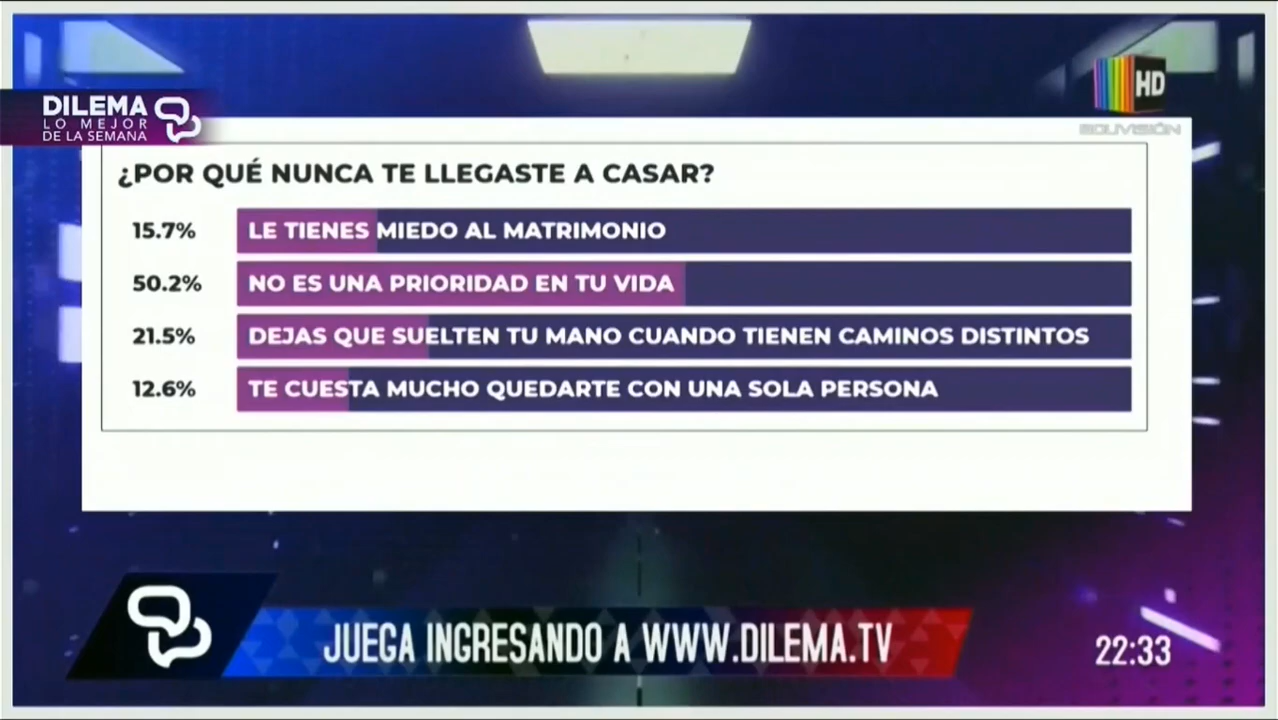 DILEMA
LO MEJOR
DE LA SEMANA
HD
BOLIVISIÓN
¿POR QUÉ NUNCA TE LLEGASTE A CASAR?
15.7% LE TIENES MIEDO AL MATRIMONIO
50.2% NO ES UNA PRIORIDAD EN TU VIDA
21.5% DEJAS QUE SUELTEN TU MANO CUANDO TIENEN CAMINOS DISTINTOS
12.6% TE CUESTA MUCHO QUEDARTE CON UNA SOLA PERSONA
JUEGA INGRESANDO A WWW.DILEMA.TV
22:33